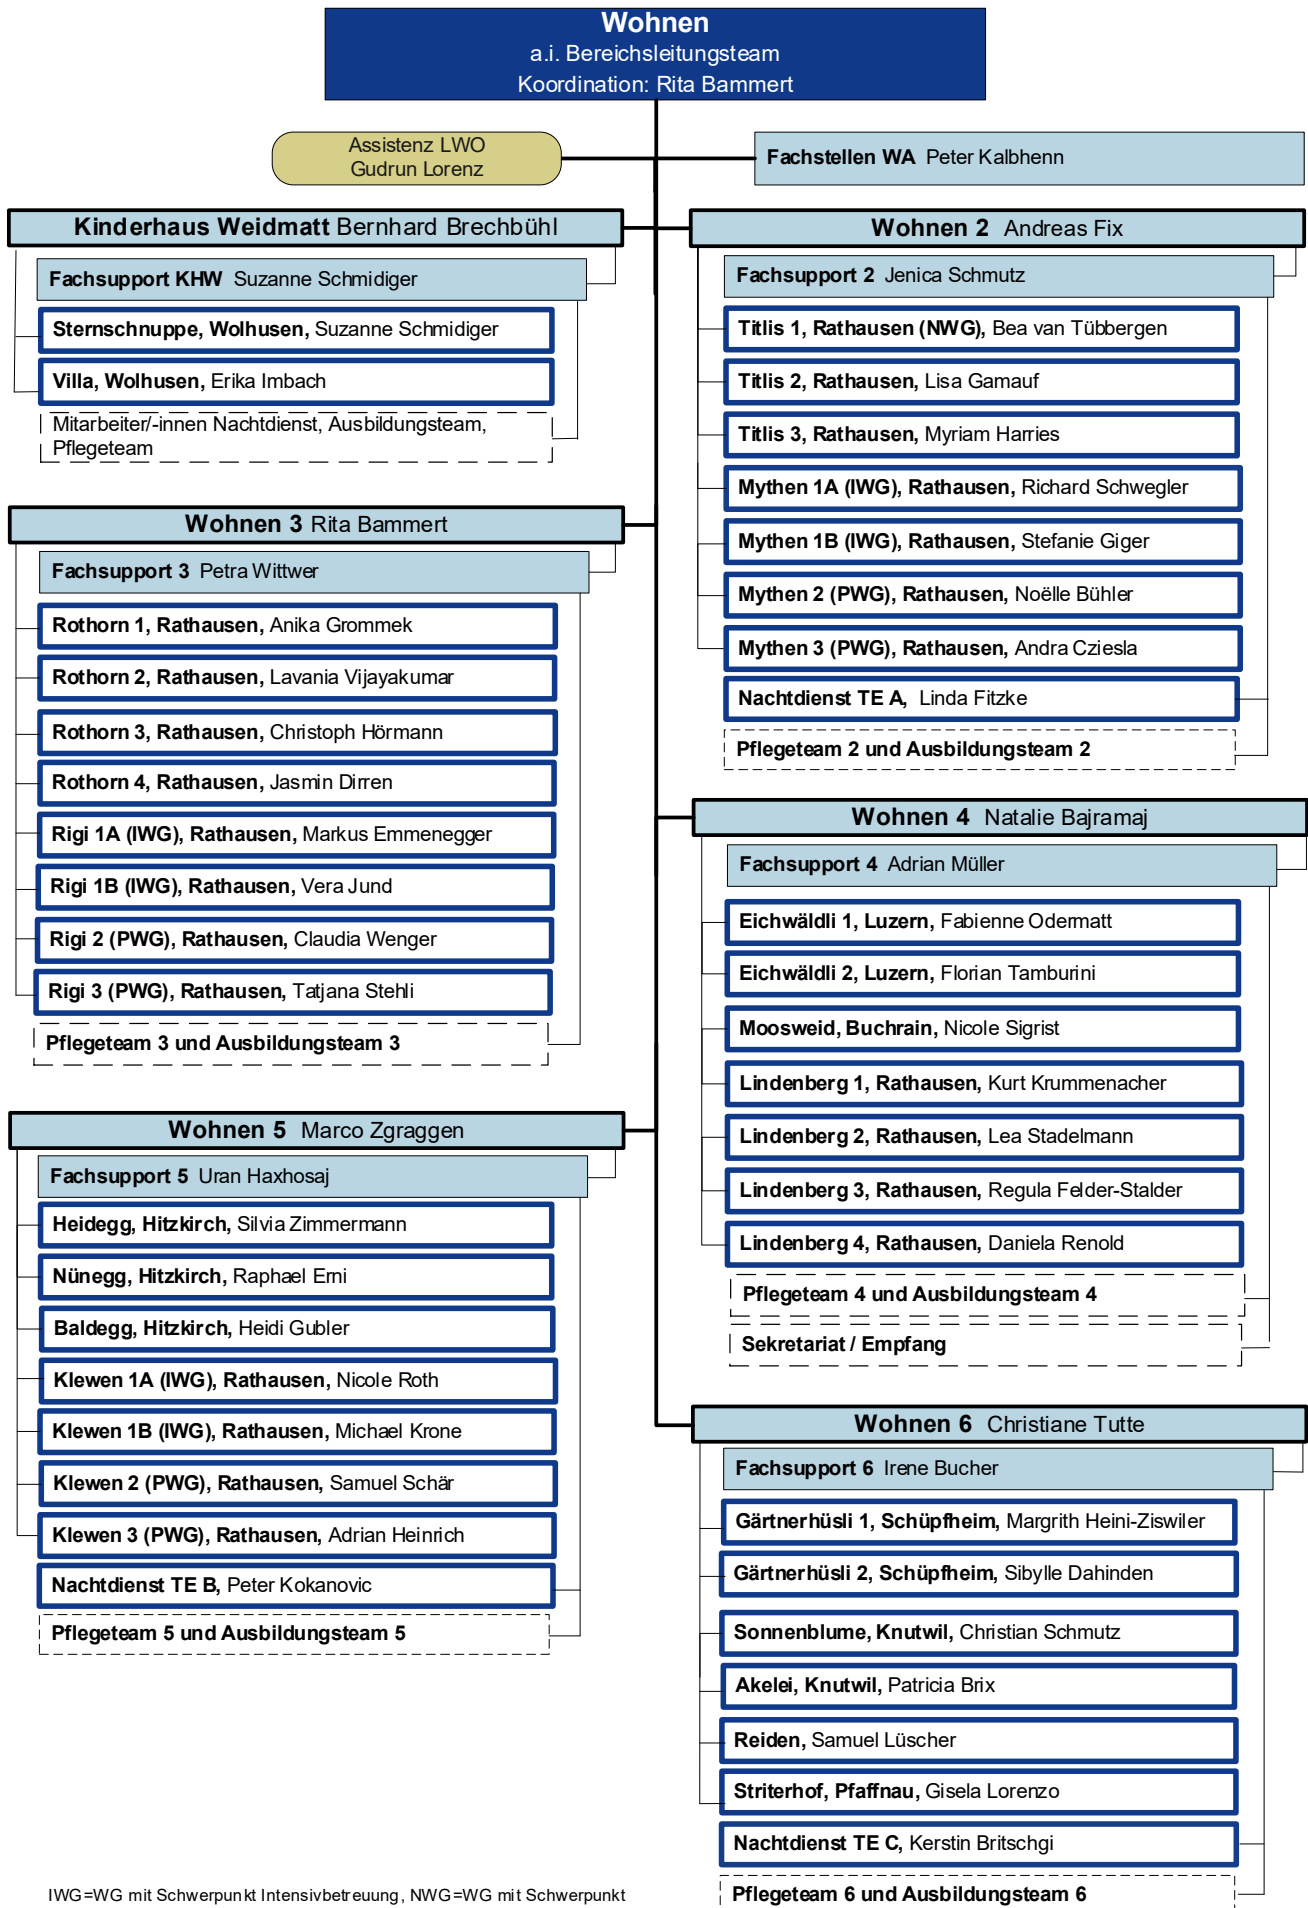 Wohnen
a.i. Bereichsleitungsteam
Koordination: Rita Bammert
Assistenz LWO
Gudrun Lorenz
Fachstellen WA Peter Kalbhenn
Kinderhaus Weidmatt Bernhard Brechbühl
Fachsupport KHW Suzanne Schmidiger
Sternschnuppe, Wolhusen, Suzanne Schmidiger
Villa, Wolhusen, Erika Imbach
Mitarbeiter/-innen Nachtdienst, Ausbildungsteam,
Pflegeteam
Wohnen 2 Andreas Fix
Fachsupport 2 Jenica Schmutz
Titlis 1, Rathausen (NWG), Bea van Tübbergen
Titlis 2, Rathausen, Lisa Gamauf
Titlis 3, Rathausen, Myriam Harries
Mythen 1A (IWG), Rathausen, Richard Schwegler
Mythen 1B (IWG), Rathausen, Stefanie Giger
Mythen 2 (PWG), Rathausen, Noëlle Bühler
Mythen 3 (PWG), Rathausen, Andra Cziesla
Nachtdienst TE A, Linda Fitzke
Pflegeteam 2 und Ausbildungsteam 2
Wohnen 3 Rita Bammert
Fachsupport 3 Petra Wittwer
Rothorn 1, Rathausen, Anika Grommek
Rothorn 2, Rathausen, Lavania Vijayakumar
Rothorn 3, Rathausen, Christoph Hörmann
Rothorn 4, Rathausen, Jasmin Dirren
Rigi 1A (IWG), Rathausen, Markus Emmenegger
Rigi 1B (IWG), Rathausen, Vera Jund
Rigi 2 (PWG), Rathausen, Claudia Wenger
Rigi 3 (PWG), Rathausen, Tatjana Stehli
Pflegeteam 3 und Ausbildungsteam 3
Wohnen 4 Natalie Bajramaj
Fachsupport 4 Adrian Müller
Eichwäldli 1, Luzern, Fabienne Odermatt
Eichwäldli 2, Luzern, Florian Tamburini
Moosweid, Buchrain, Nicole Sigrist
Lindenberg 1, Rathausen, Kurt Krummenacher
Lindenberg 2, Rathausen, Lea Stadelmann
Lindenberg 3, Rathausen, Regula Felder-Stalder
Lindenberg 4, Rathausen, Daniela Renold
Pflegeteam 4 und Ausbildungsteam 4
Sekretariat / Empfang
Wohnen 5 Marco Zgraggen
Fachsupport 5 Uran Haxhosaj
Heidegg, Hitzkirch, Silvia Zimmermann
Nünegg, Hitzkirch, Raphael Erni
Baldegg, Hitzkirch, Heidi Gubler
Klewen 1A (IWG), Rathausen, Nicole Roth
Klewen 1B (IWG), Rathausen, Michael Krone
Klewen 2 (PWG), Rathausen, Samuel Schär
Klewen 3 (PWG), Rathausen, Adrian Heinrich
Nachtdienst TE B, Peter Kokanovic
Pflegeteam 5 und Ausbildungsteam 5
Wohnen 6 Christiane Tutte
Fachsupport 6 Irene Bucher
Gärtnerhüsli 1, Schüpfheim, Margrith Heini-Ziswiler
Gärtnerhüsli 2, Schüpfheim, Sibylle Dahinden
Sonnenblume, Knutwil, Christian Schmutz
Akelei, Knutwil, Patricia Brix
Reiden, Samuel Lüscher
Striterhof, Pfaffnau, Gisela Lorenzo
Nachtdienst TE C, Kerstin Britschgi
Pflegeteam 6 und Ausbildungsteam 6
IWG=WG mit Schwerpunkt Intensivbetreuung, NWG=WG mit Schwerpunkt